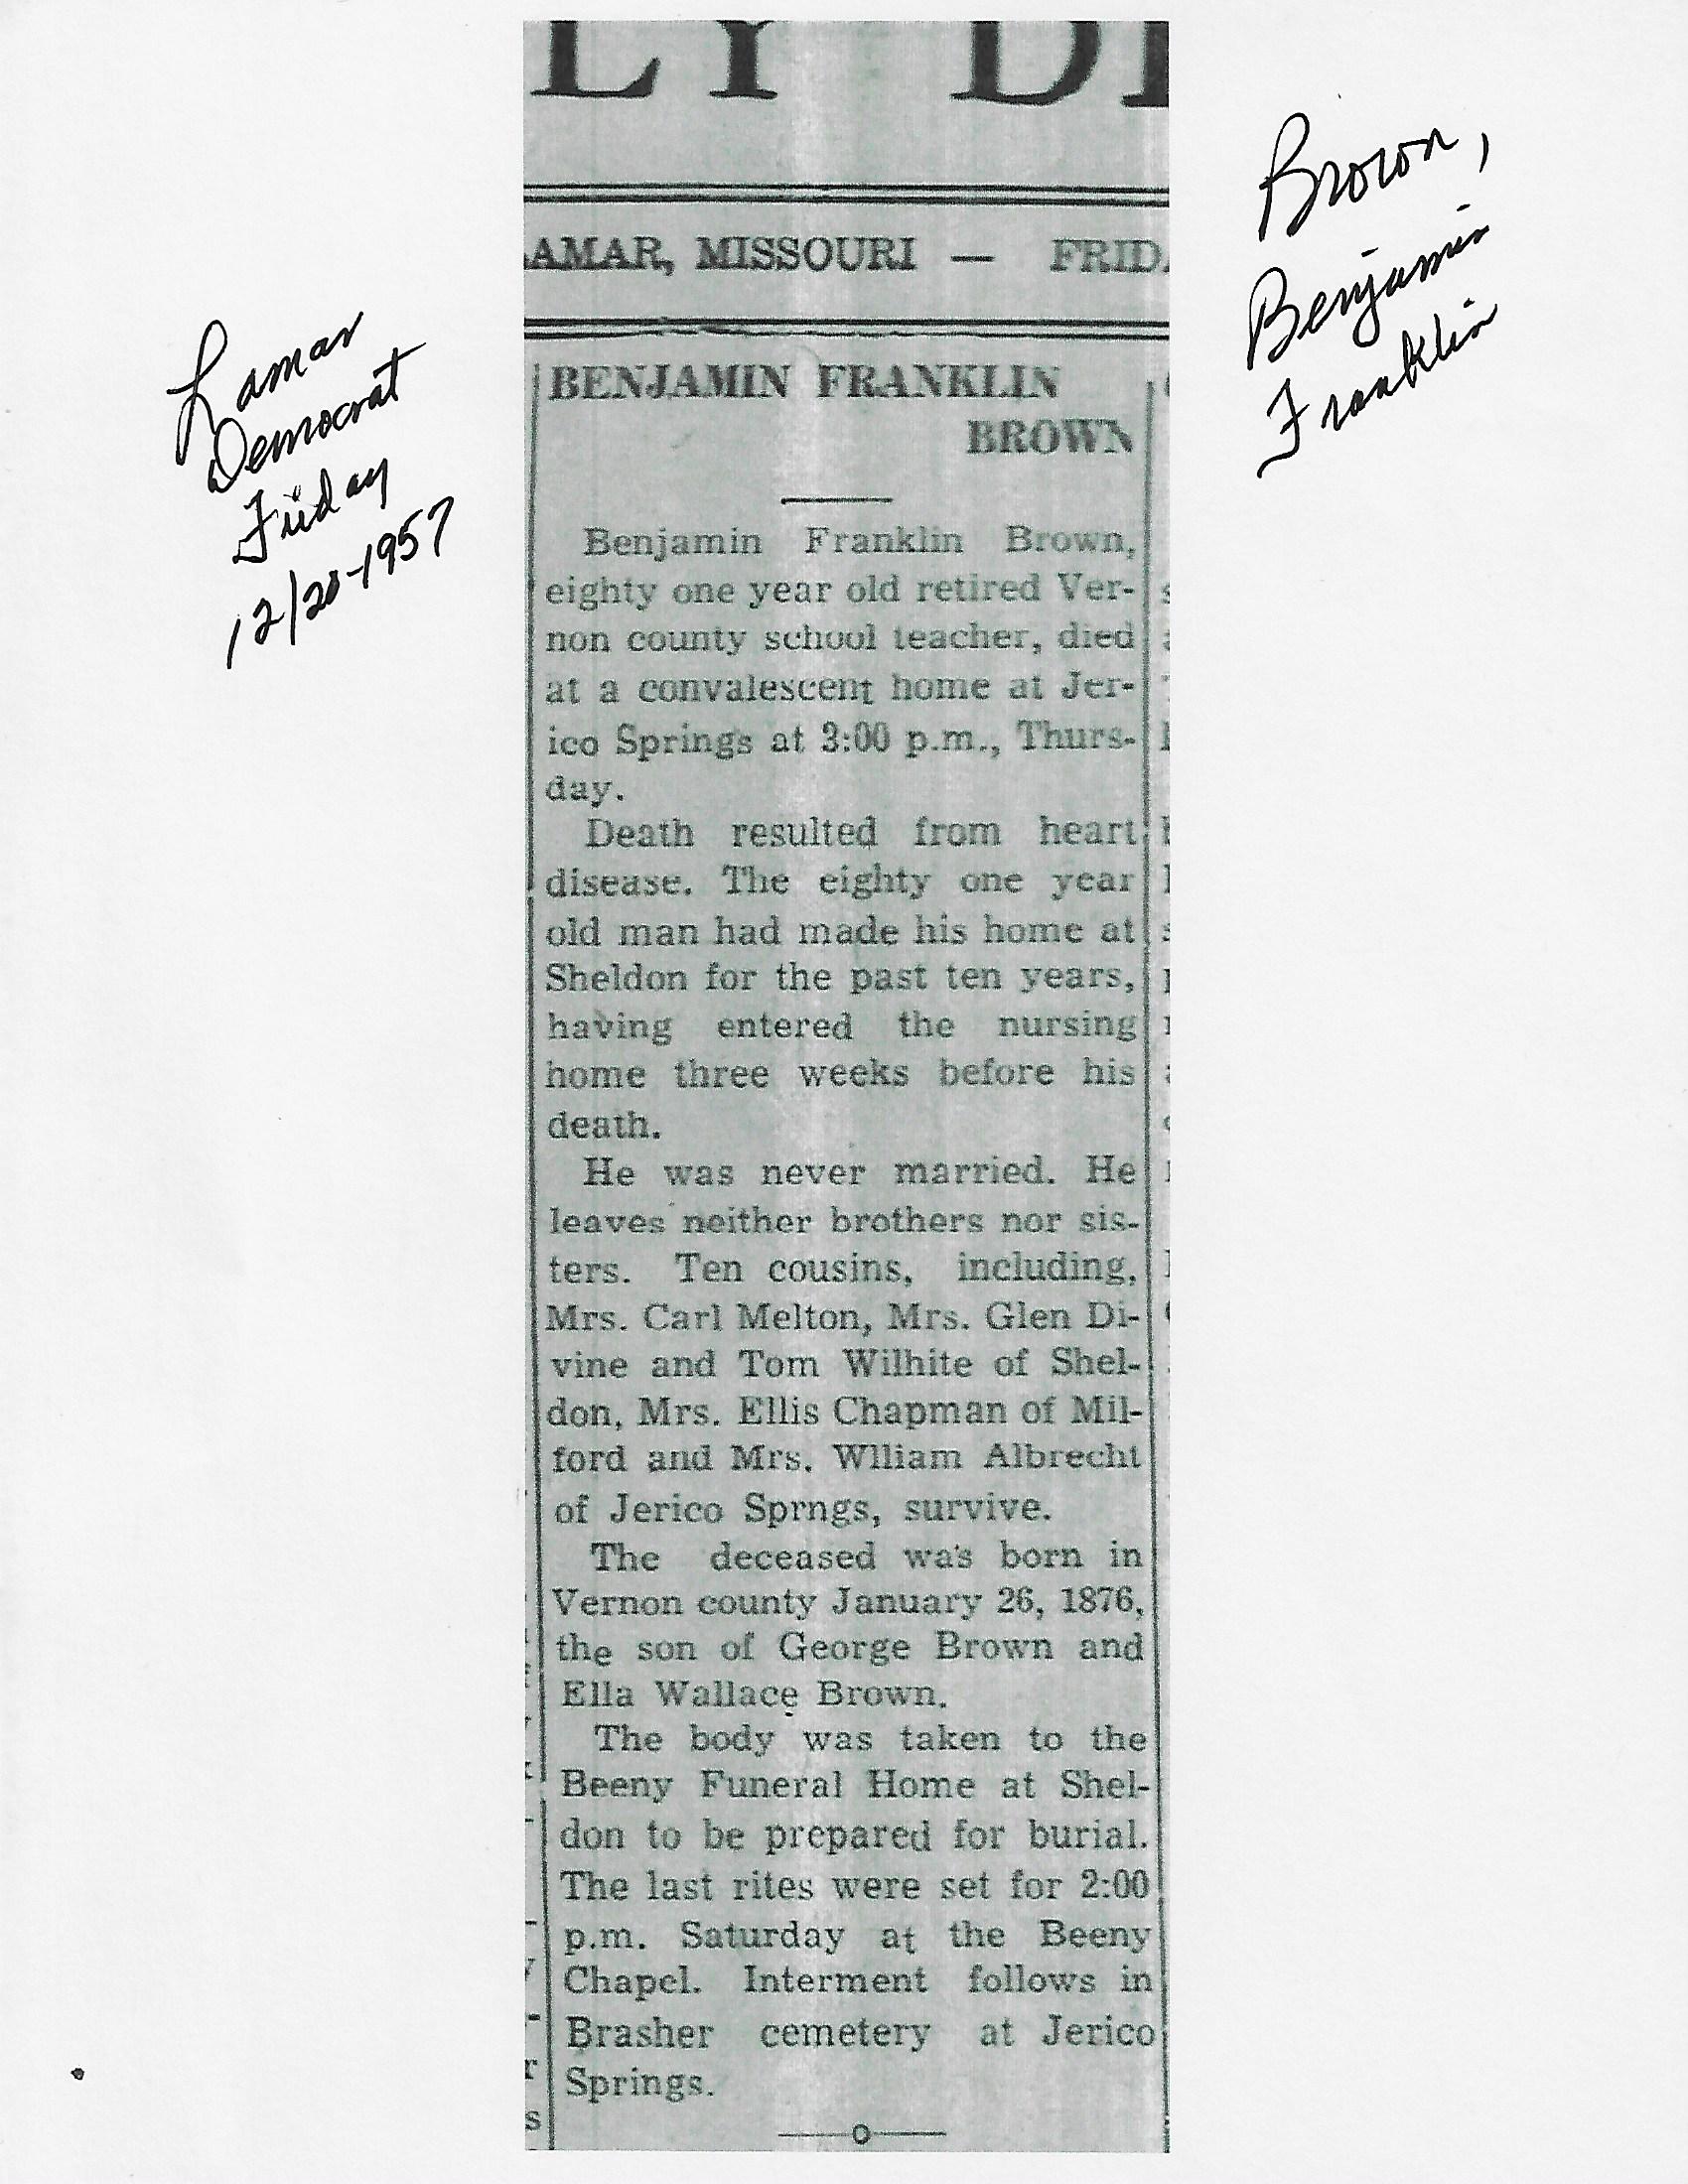 LY D
AMAR, MISSOURI — FRIDA
Lamar
Democrat
Friday
12/20-1957
Brown,
Benjamin
Franklin
BENJAMIN FRANKLIN
BROWN
Benjamin Franklin Brown,
eighty one year old retired Ver-
non county school teacher, died
at a convalescent home at Jer-
ico Springs at 3:00 p.m., Thurs-
day.
Death resulted from heart
disease. The eighty one year
old man had made his home at
Sheldon for the past ten years,
having entered the nursing
home three weeks before his
death.
He was never married. He
leaves neither brothers nor sis-
ters. Ten cousins, including,
Mrs. Carl Melton, Mrs. Glen Di-
vine and Tom Wilhite of Shel-
don, Mrs. Ellis Chapman of Mil-
ford and Mrs. Wlliam Albrecht
of Jerico Sprngs, survive.
The deceased was born in
Vernon county January 26, 1876,
the son of George Brown and
Ella Wallace Brown.
The body was taken to the
Beeny Funeral Home at Shel-
don to be prepared for burial.
The last rites were set for 2:00
p.m. Saturday at the Beeny
Chapel. Interment follows in
Brasher cemetery at Jerico
Springs.